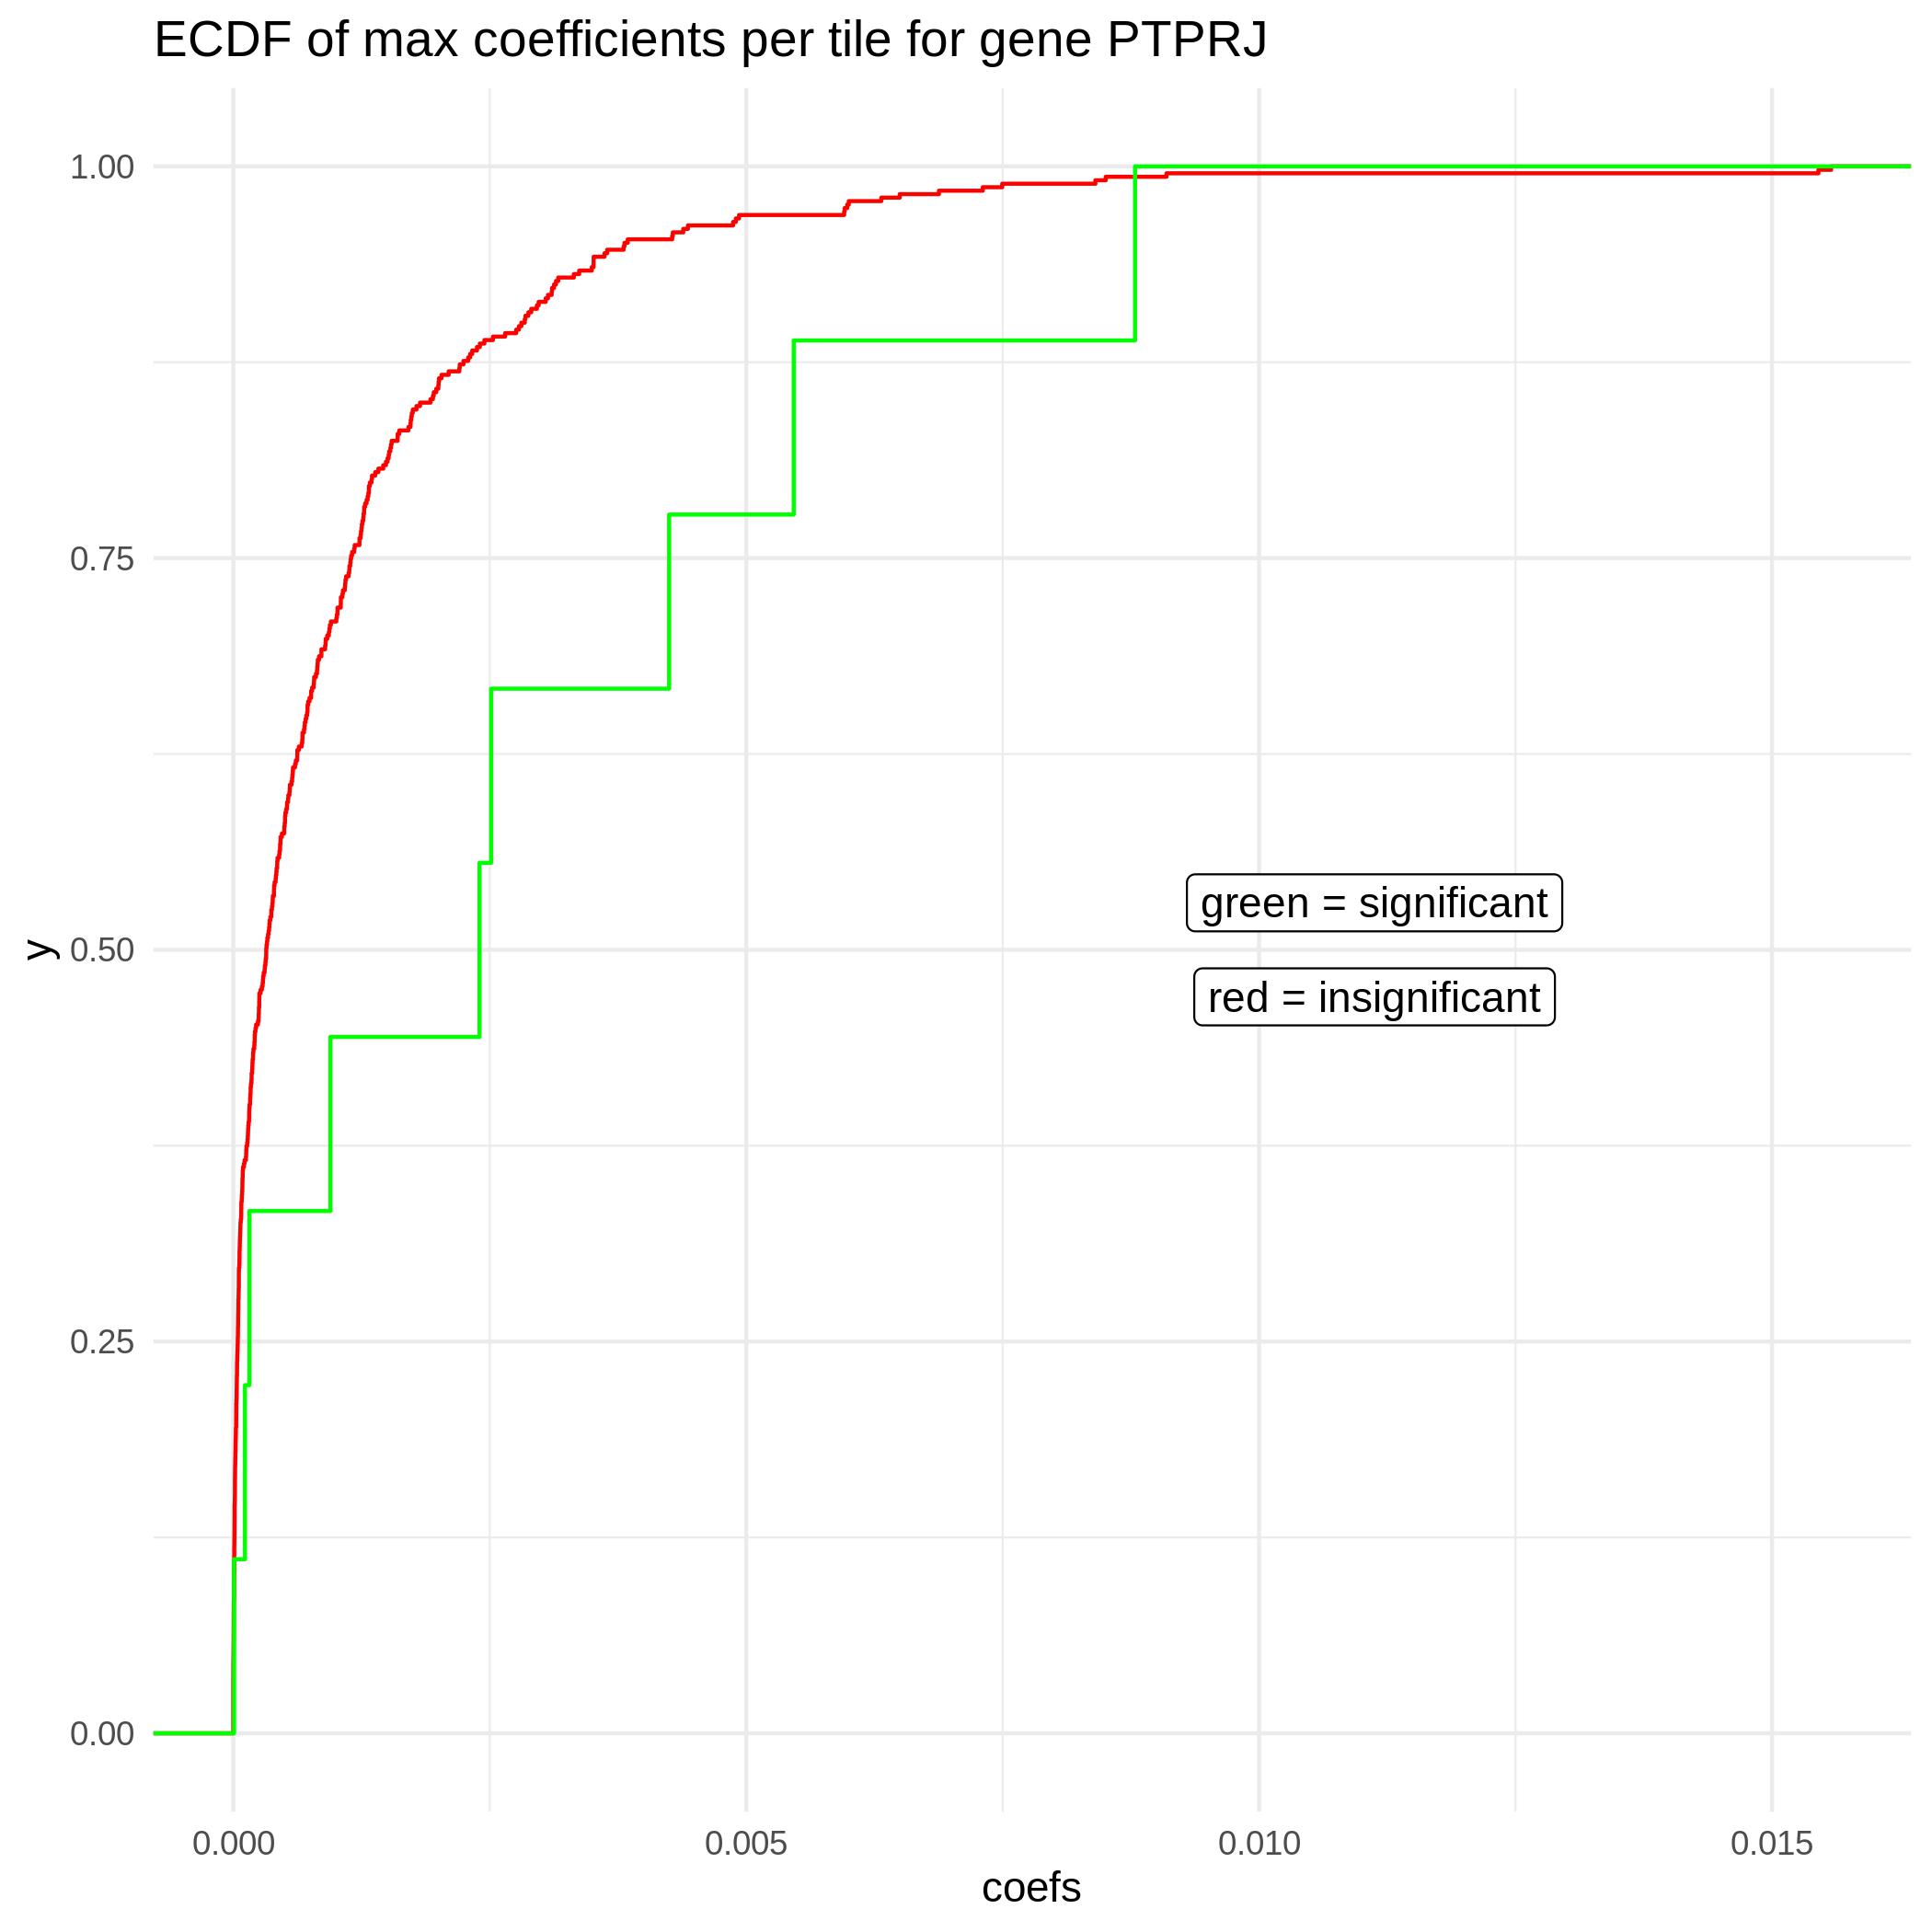 ECDF of max coefficients per tile for gene PTPRJ
1.00
0.75
0.50
0.25
0.00
y
green = significant
red = insignificant
0.000 0.005 0.010 0.015
coefs